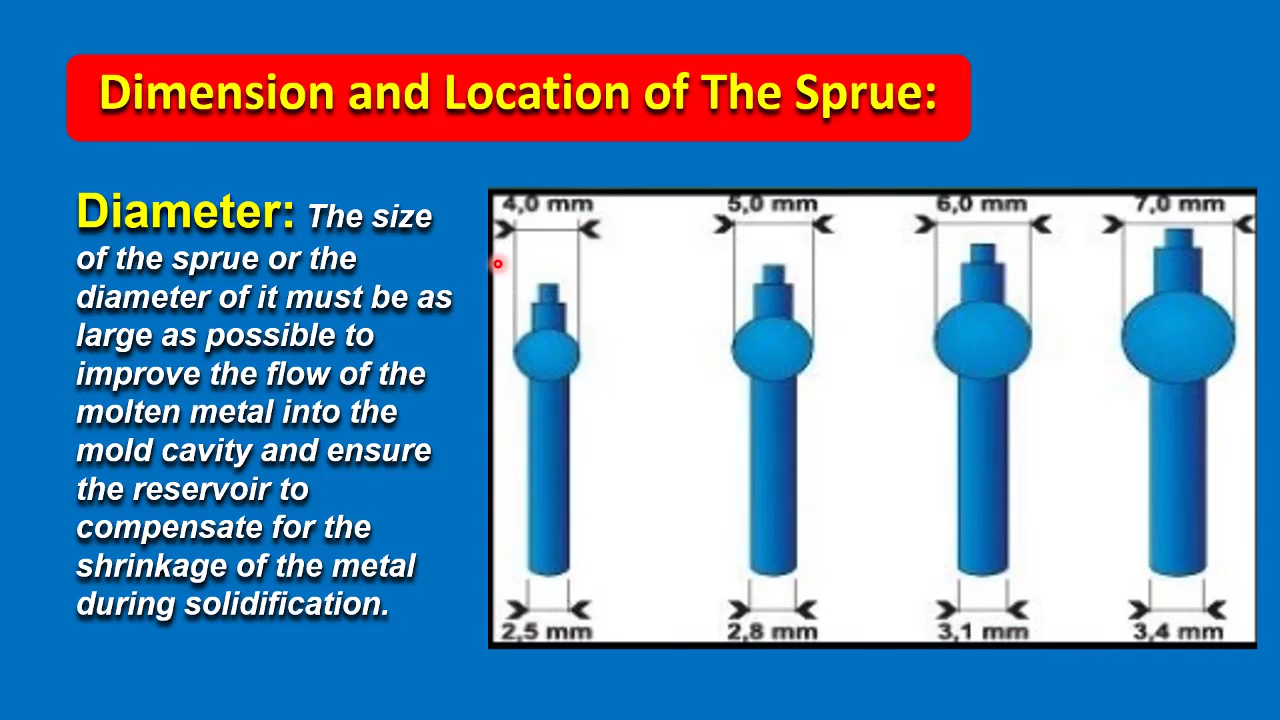 Dimension and Location of The Sprue:
Diameter: The size
of the sprue or the
diameter of it must be as
large as possible to
improve the flow of the
molten metal into the
mold cavity and ensure
the reservoir to
compensate for the
shrinkage of the metal
during solidification.
4,0 mm 5,0 mm 6,0 mm 7,0 mm
2,5 mm 2,8 mm 3,1 mm 3,4 mm